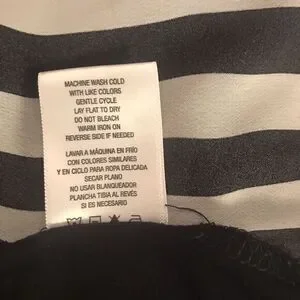 MACHINE WASH COLD
WITH LIKE COLORS
GENTLE CYCLE
LAY FLAT TO DRY
DO NOT BLEACH
WARM IRON ON
REVERSE SIDE IF NEEDED
LAVAR A MÁQUINA EN FRÍO
CON COLORES SIMILARES
Y EN CICLO PARA ROPA DELICADA
SECAR PLANO
NO USAR BLANQUEADOR
PLANCHA TIBIA AL REVÉS
SI ES NECESARIO